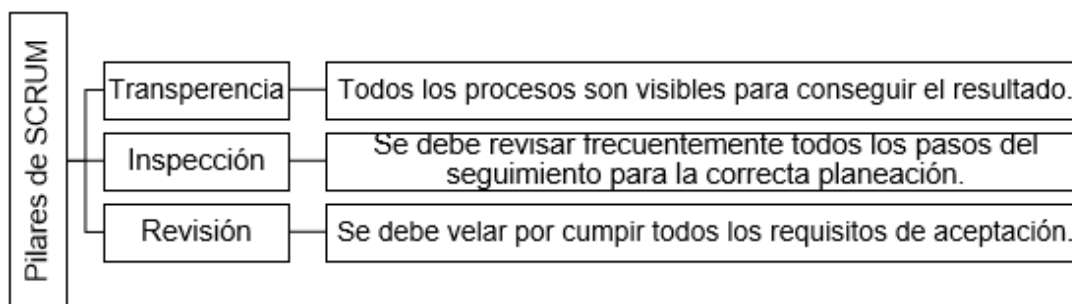 Pilares de SCRUM
Transperencia
Todos los procesos son visibles para conseguir el resultado.
Inspección
Se debe revisar frecuentemente todos los pasos del
seguimiento para la correcta planeación.
Revisión
Se debe velar por cumpir todos los requisitos de aceptación.